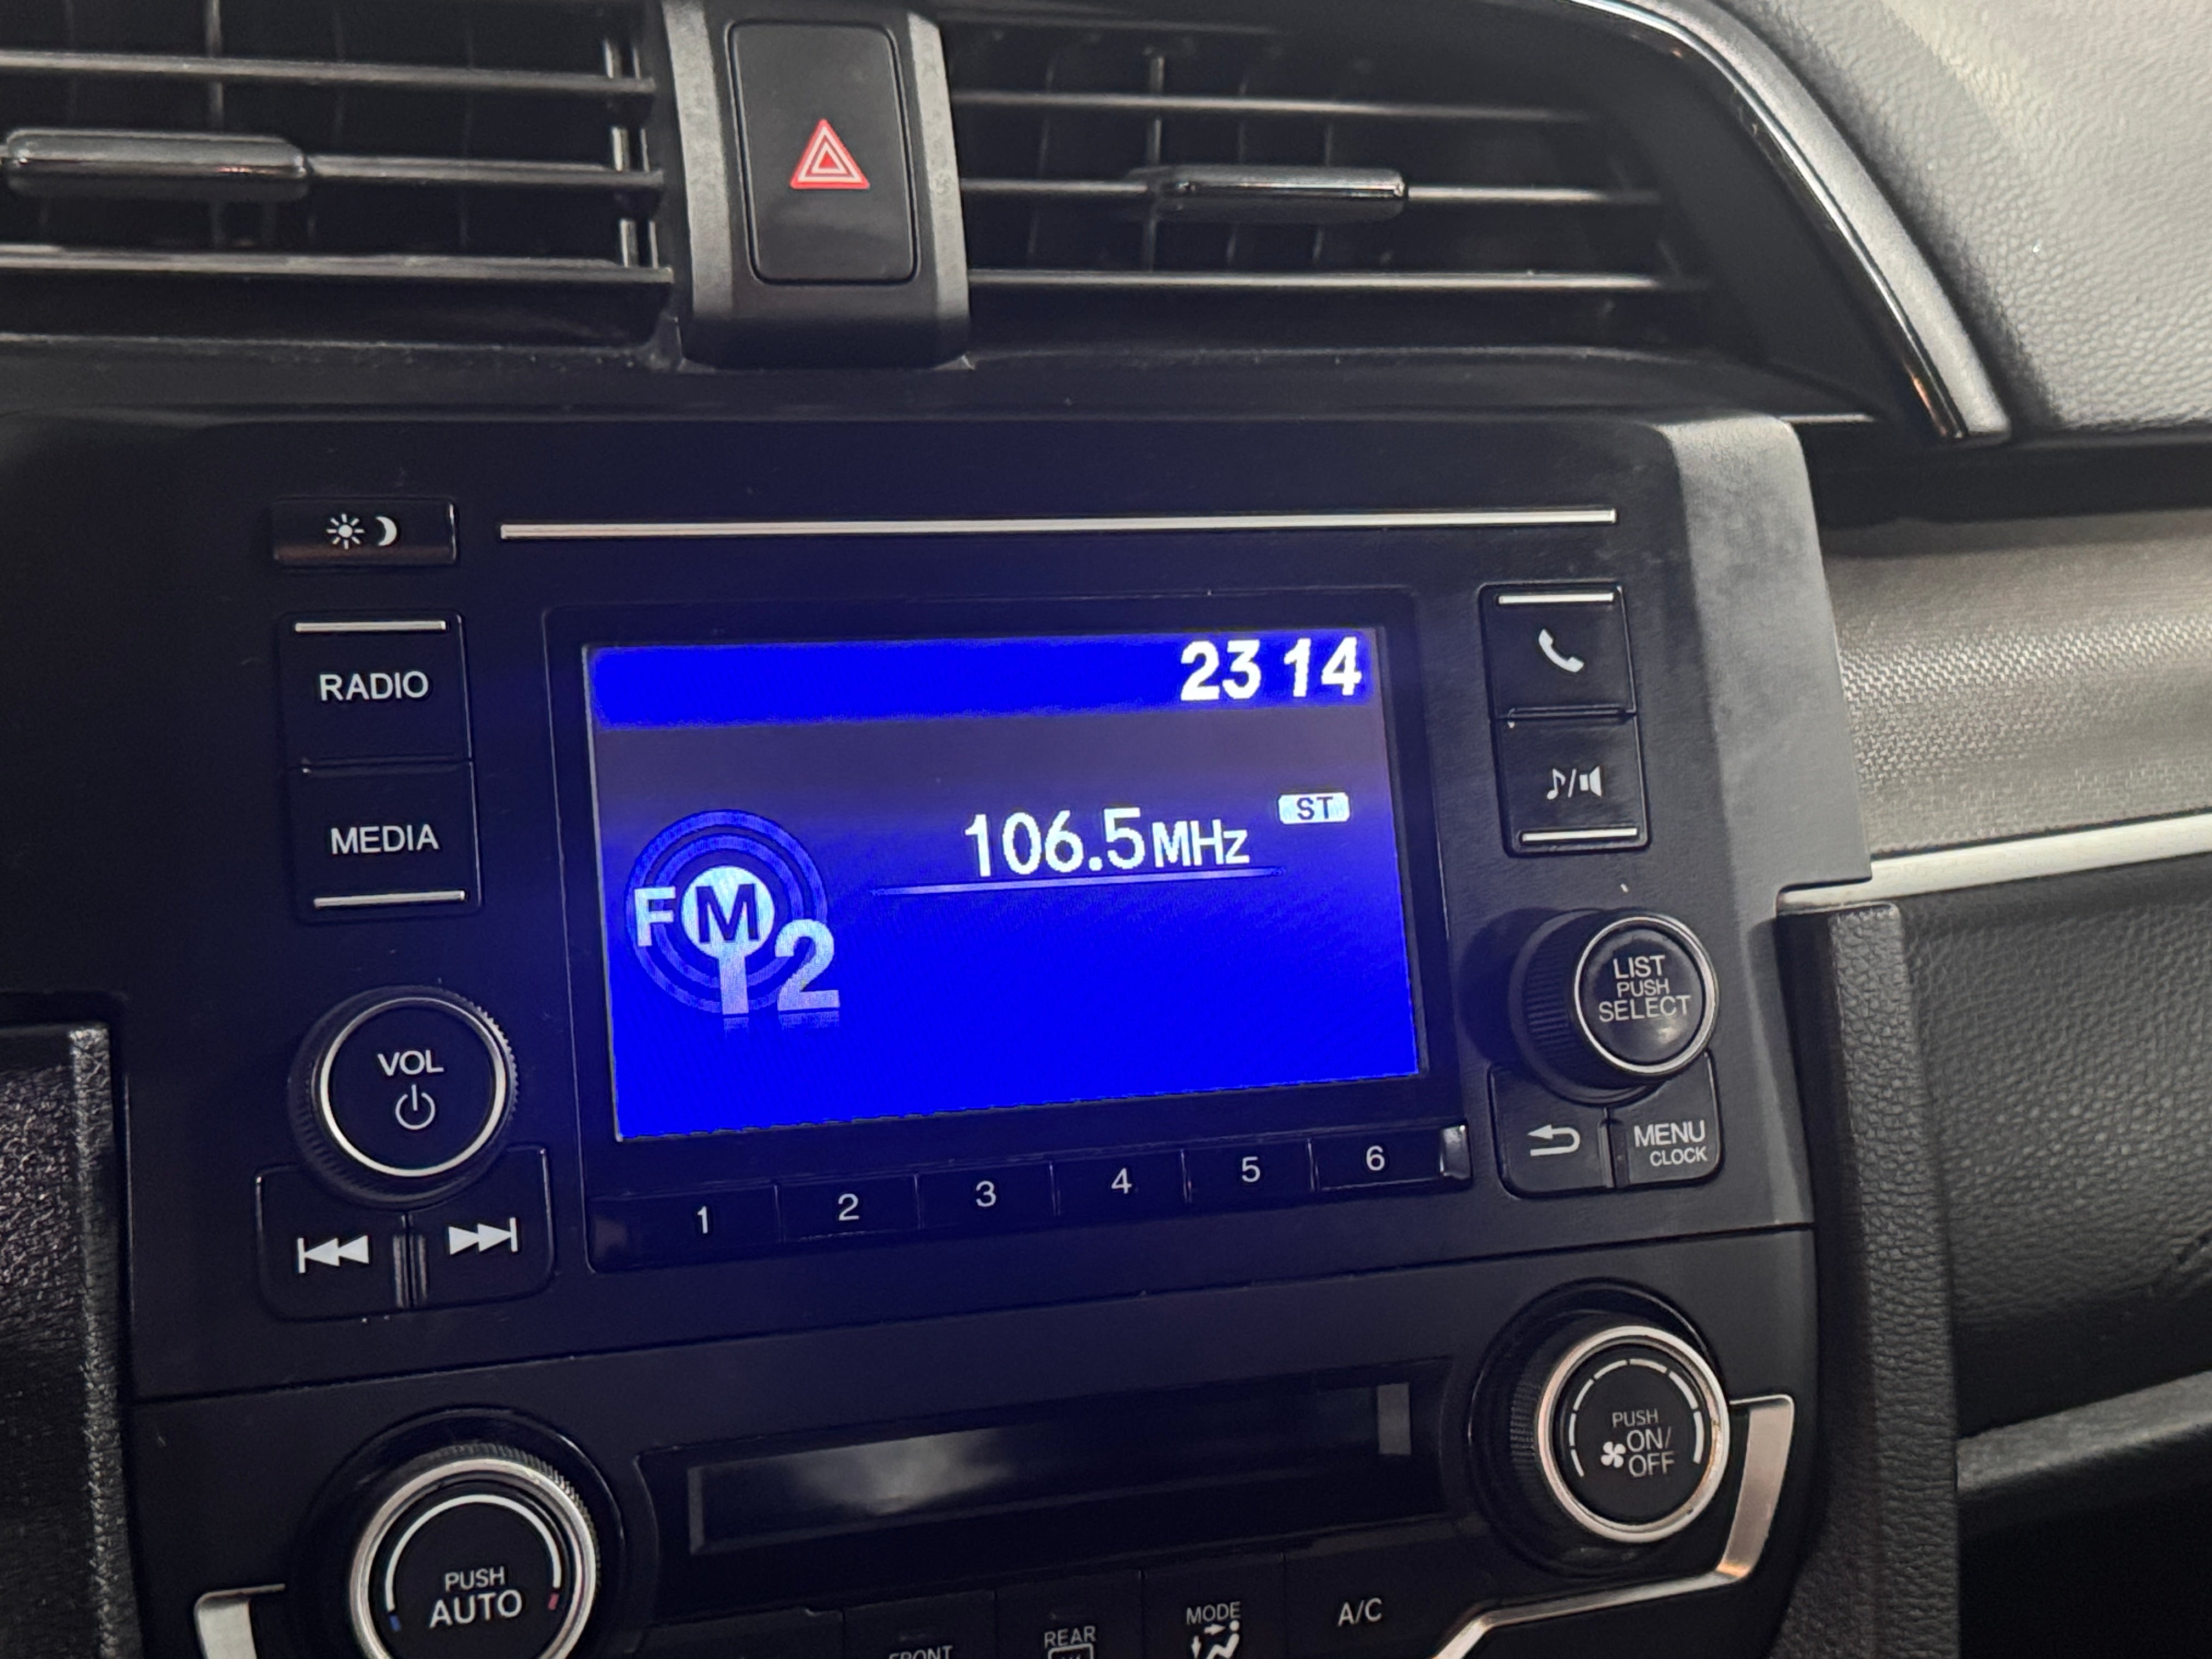 RADIO
MEDIA
VOL
23 14
106.5MHz
ST
FM
2
1 2 3 4 5 6
LIST
PUSH
SELECT
MENU
CLOCK
PUSH
AUTO
PUSH
ON/
OFF
FRONT
REAR
MODE
A/C